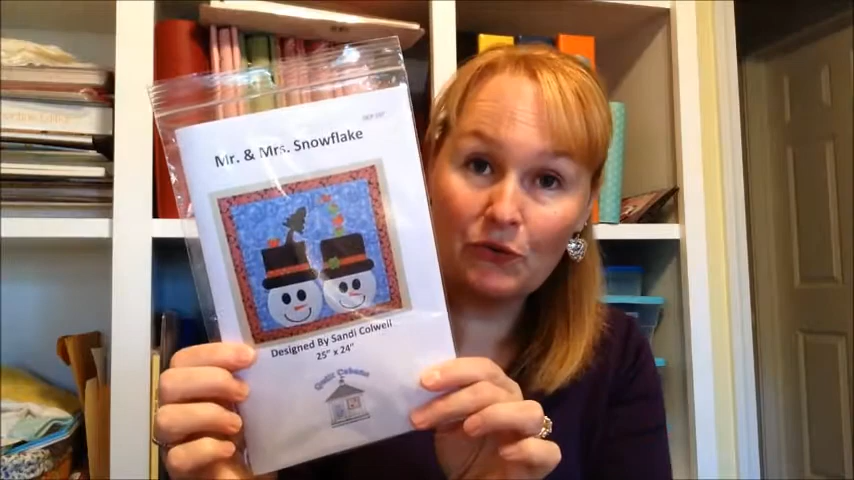 Mr. & Mrs. Snowflake
Designed By Sandi Colwell
25" x 24"
Quilt Cabana